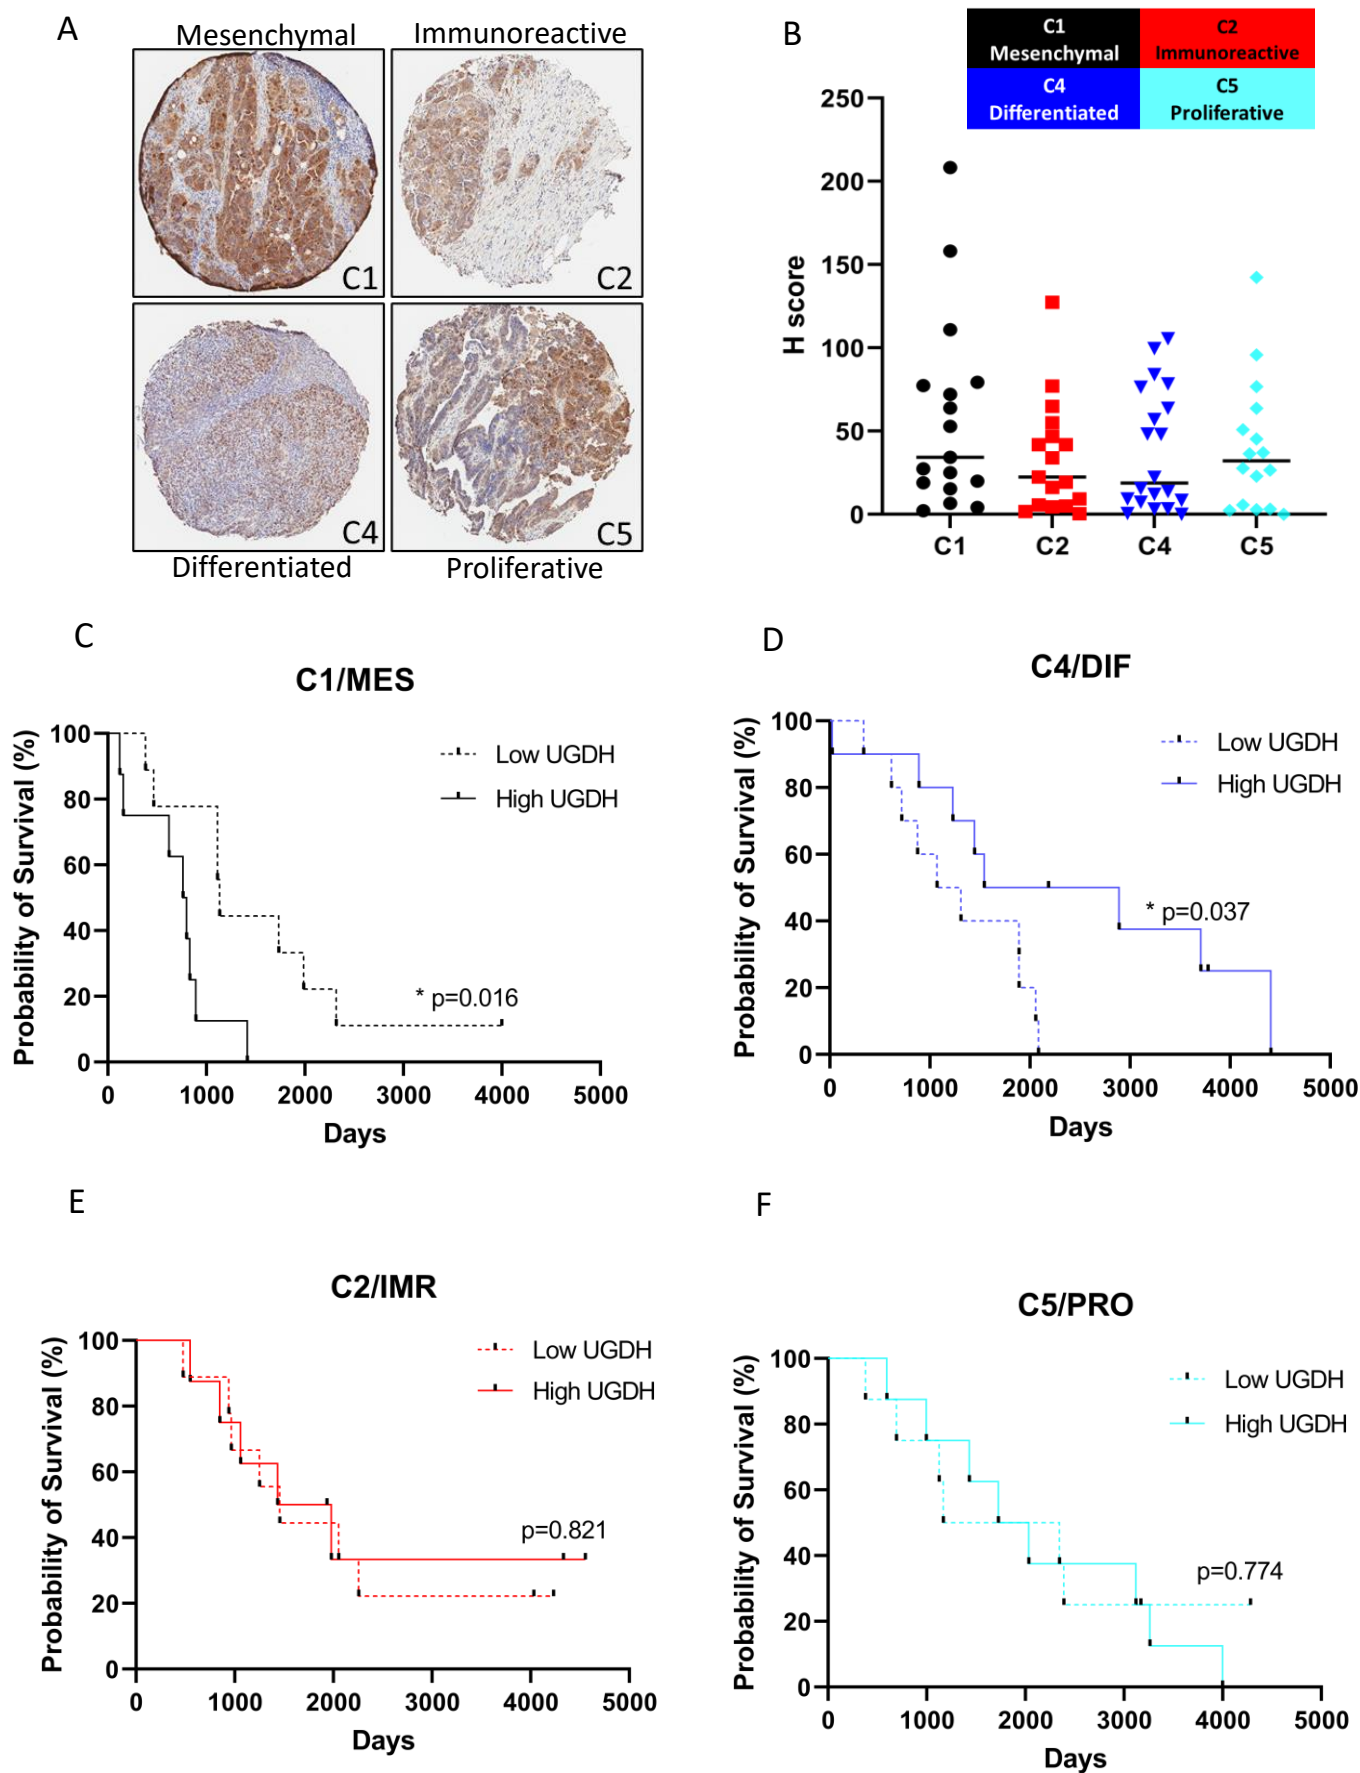 A
Mesenchymal
Immunoreactive
C1
C2
C4
C5
Differentiated
Proliferative
B
C1
Mesenchymal
C2
Immunoreactive
C4
Differentiated
C5
Proliferative
H score
250
200
150
100
50
0
C1
C2
C4
C5
C
C1/MES
Probability of Survival (%)
100
80
60
40
20
0
Low UGDH
High UGDH
* p=0.016
0
1000
2000
3000
4000
5000
Days
D
C4/DIF
Probability of Survival (%)
100
80
60
40
20
0
Low UGDH
High UGDH
* p=0.037
0
1000
2000
3000
4000
5000
Days
E
C2/IMR
Probability of Survival (%)
100
80
60
40
20
0
Low UGDH
High UGDH
p=0.821
0
1000
2000
3000
4000
5000
Days
F
C5/PRO
Probability of Survival (%)
100
80
60
40
20
0
Low UGDH
High UGDH
p=0.774
0
1000
2000
3000
4000
5000
Days